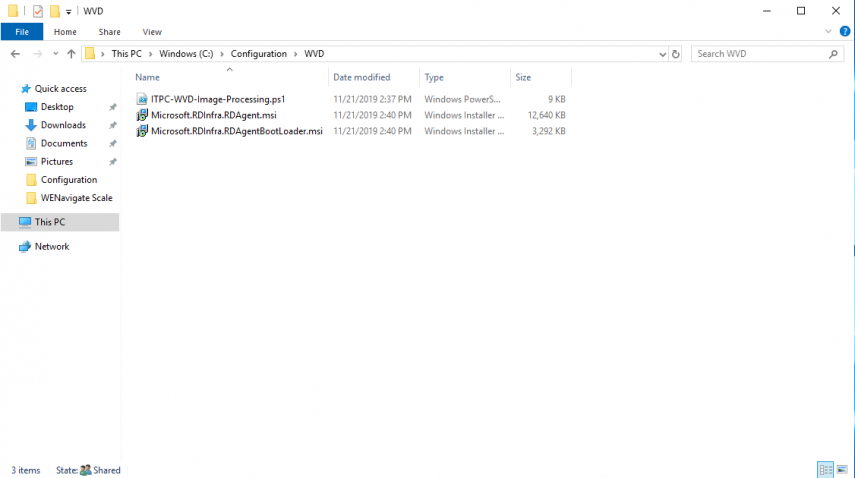 WVD
File Home Share View
This PC Windows (C:) Configuration WVD Search WVD
Name Date modified Type Size
Quick access
Desktop
Downloads
Documents
Pictures
Configuration
WENavigate Scale
This PC
Network
ITPC-WVD-Image-Processing.ps1 11/21/2019 2:37 PM Windows PowerS... 9 KB
Microsoft.RDInfra.RDAgent.msi 11/21/2019 2:40 PM Windows Installer ... 12,640 KB
Microsoft.RDInfra.RDAgentBootLoader.msi 11/21/2019 2:40 PM Windows Installer ... 3,292 KB
3 items State: Shared